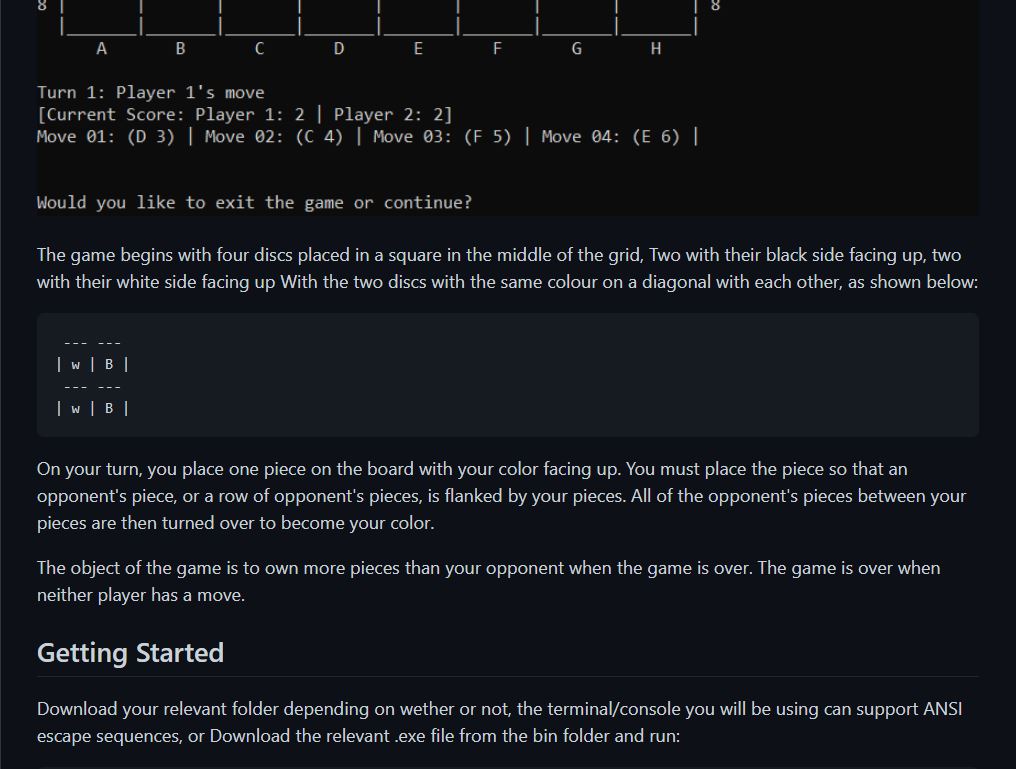 8 | | | | | | | | | 8
|_______|_______|_______|_______|_______|_______|_______|_______|
A B C D E F G H
Turn 1: Player 1's move
[Current Score: Player 1: 2 | Player 2: 2]
Move 01: (D 3) | Move 02: (C 4) | Move 03: (F 5) | Move 04: (E 6) |
Would you like to exit the game or continue?
The game begins with four discs placed in a square in the middle of the grid, Two with their black side facing up, two
with their white side facing up With the two discs with the same colour on a diagonal with each other, as shown below:
--- ---
| w | B |
--- ---
| w | B |
On your turn, you place one piece on the board with your color facing up. You must place the piece so that an
opponent's piece, or a row of opponent's pieces, is flanked by your pieces. All of the opponent's pieces between your
pieces are then turned over to become your color.
The object of the game is to own more pieces than your opponent when the game is over. The game is over when
neither player has a move.
Getting Started
Download your relevant folder depending on wether or not, the terminal/console you will be using can support ANSI
escape sequences, or Download the relevant .exe file from the bin folder and run: